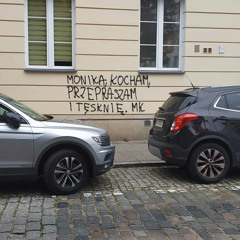 MONIKA, KOCHAM,
PRZEPRASZAM
I TĘSKNIĘ. MK